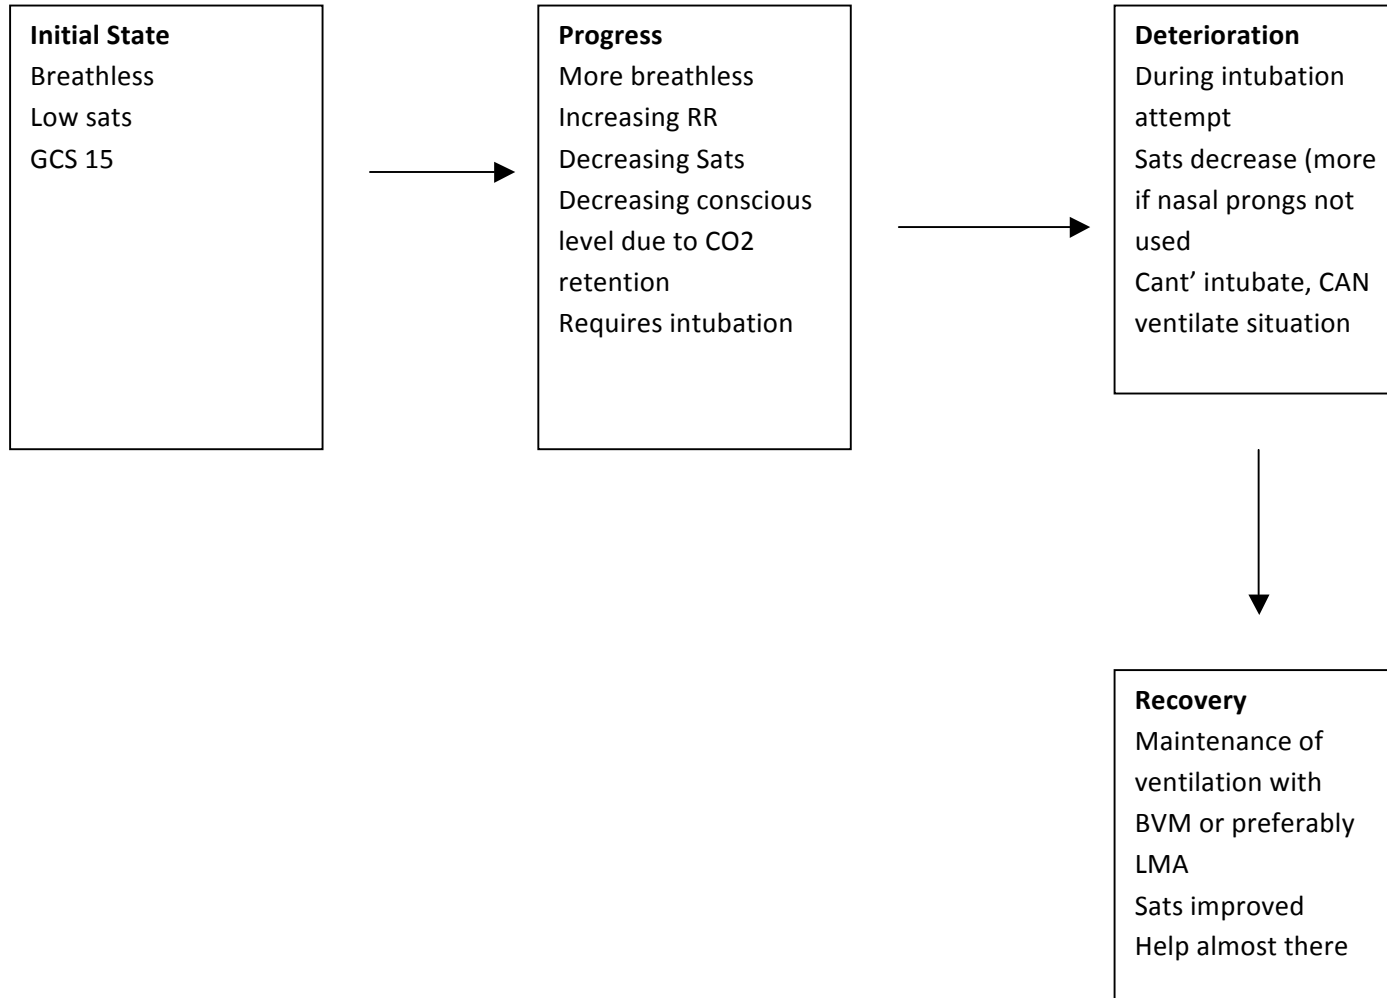 Initial State
Breathless
Low sats
GCS 15
Progress
More breathless
Increasing RR
Decreasing Sats
Decreasing conscious
level due to CO2
retention
Requires intubation
Deterioration
During intubation
attempt
Sats decrease (more
if nasal prongs not
used
Cant’ intubate, CAN
ventilate situation
Recovery
Maintenance of
ventilation with
BVM or preferably
LMA
Sats improved
Help almost there